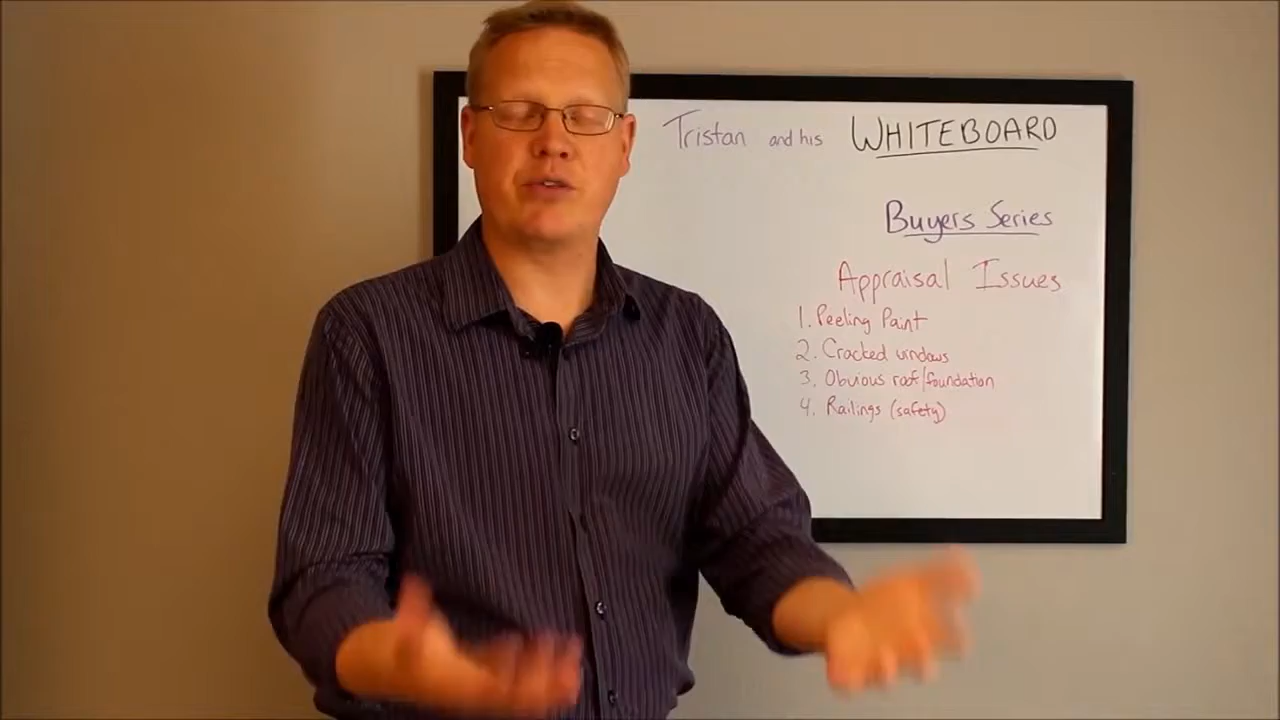 Tristan and his WHITEBOARD
Buyers Series
Appraisal Issues
1. Peeling Paint
2. Cracked windows
3. Obvious roof/foundation
4. Railings (safety)